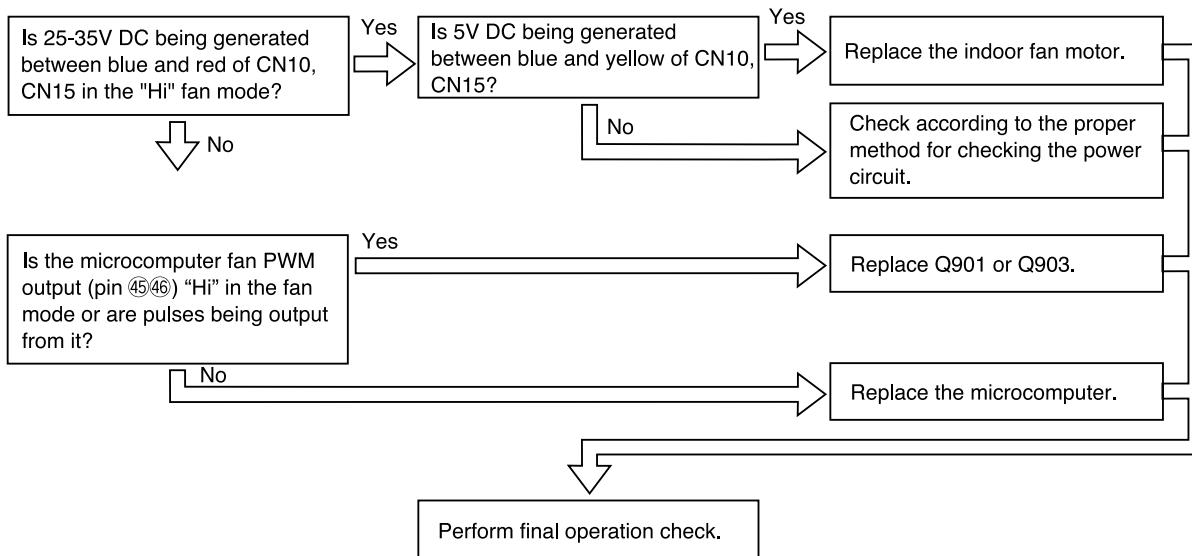 Is 25-35V DC being generated
between blue and red of CN10,
CN15 in the "Hi" fan mode?
Yes
Is 5V DC being generated
between blue and yellow of CN10,
CN15?
Yes
Replace the indoor fan motor.
No
No
Check according to the proper
method for checking the power
circuit.
Is the microcomputer fan PWM
output (pin ㊺㊻) “Hi” in the fan
mode or are pulses being output
from it?
Yes
Replace Q901 or Q903.
No
Replace the microcomputer.
Perform final operation check.